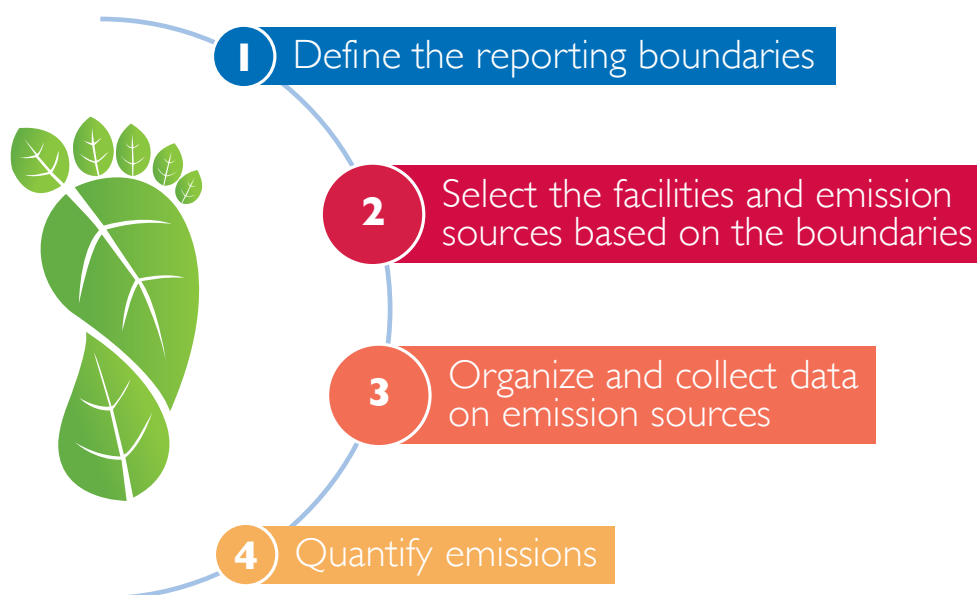 1 Define the reporting boundaries
2 Select the facilities and emission
sources based on the boundaries
3 Organize and collect data
on emission sources
4 Quantify emissions